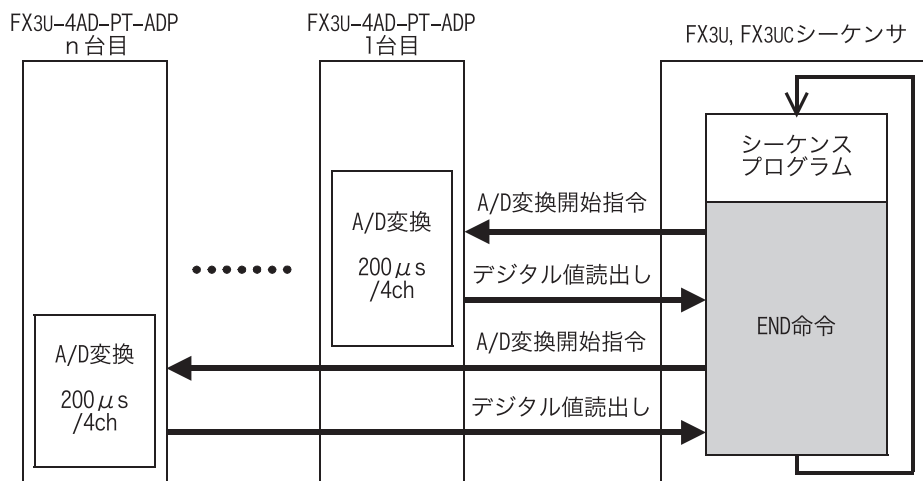 FX3U-4AD-PT-ADP
n台目
FX3U-4AD-PT-ADP
1台目
FX3U, FX3UCシーケンサ
シーケンス
プログラム
A/D変換開始指令
A/D変換
200μs
/4ch
デジタル値読出し
END命令
A/D変換開始指令
A/D変換
200μs
/4ch
デジタル値読出し